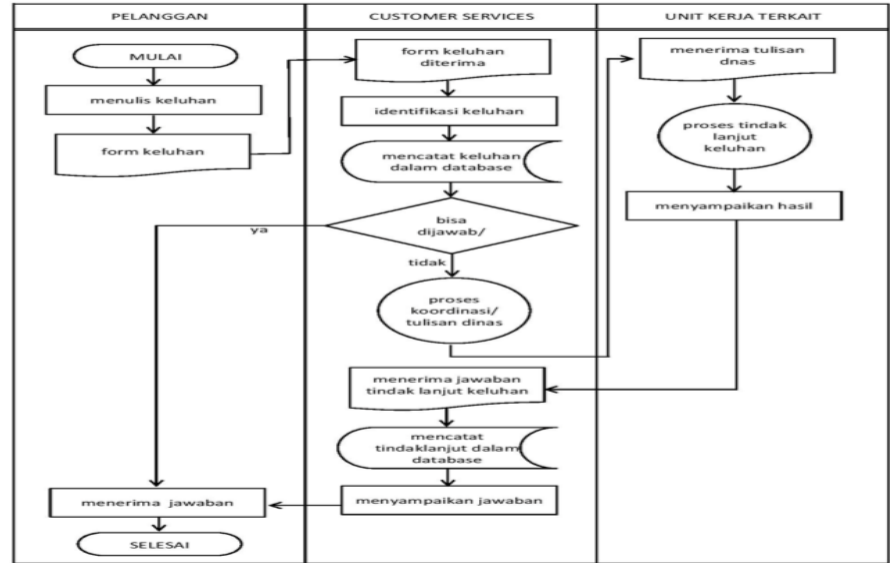 PELANGGAN
CUSTOMER SERVICES
UNIT KERJA TERKAIT
MULAI
menulis keluhan
form keluhan
form keluhan
diterima
identifikasi keluhan
mencatat keluhan
dalam database
bisa
dijawab/
ya
tidak
proses
koordinasi/
tulisan dinas
menerima tulisan
dnas
proses tindak
lanjut
keluhan
menyampaikan hasil
menerima jawaban
tindak lanjut keluhan
mencatat
tindaklanjut dalam
database
menyampaikan jawaban
menerima jawaban
SELESAI